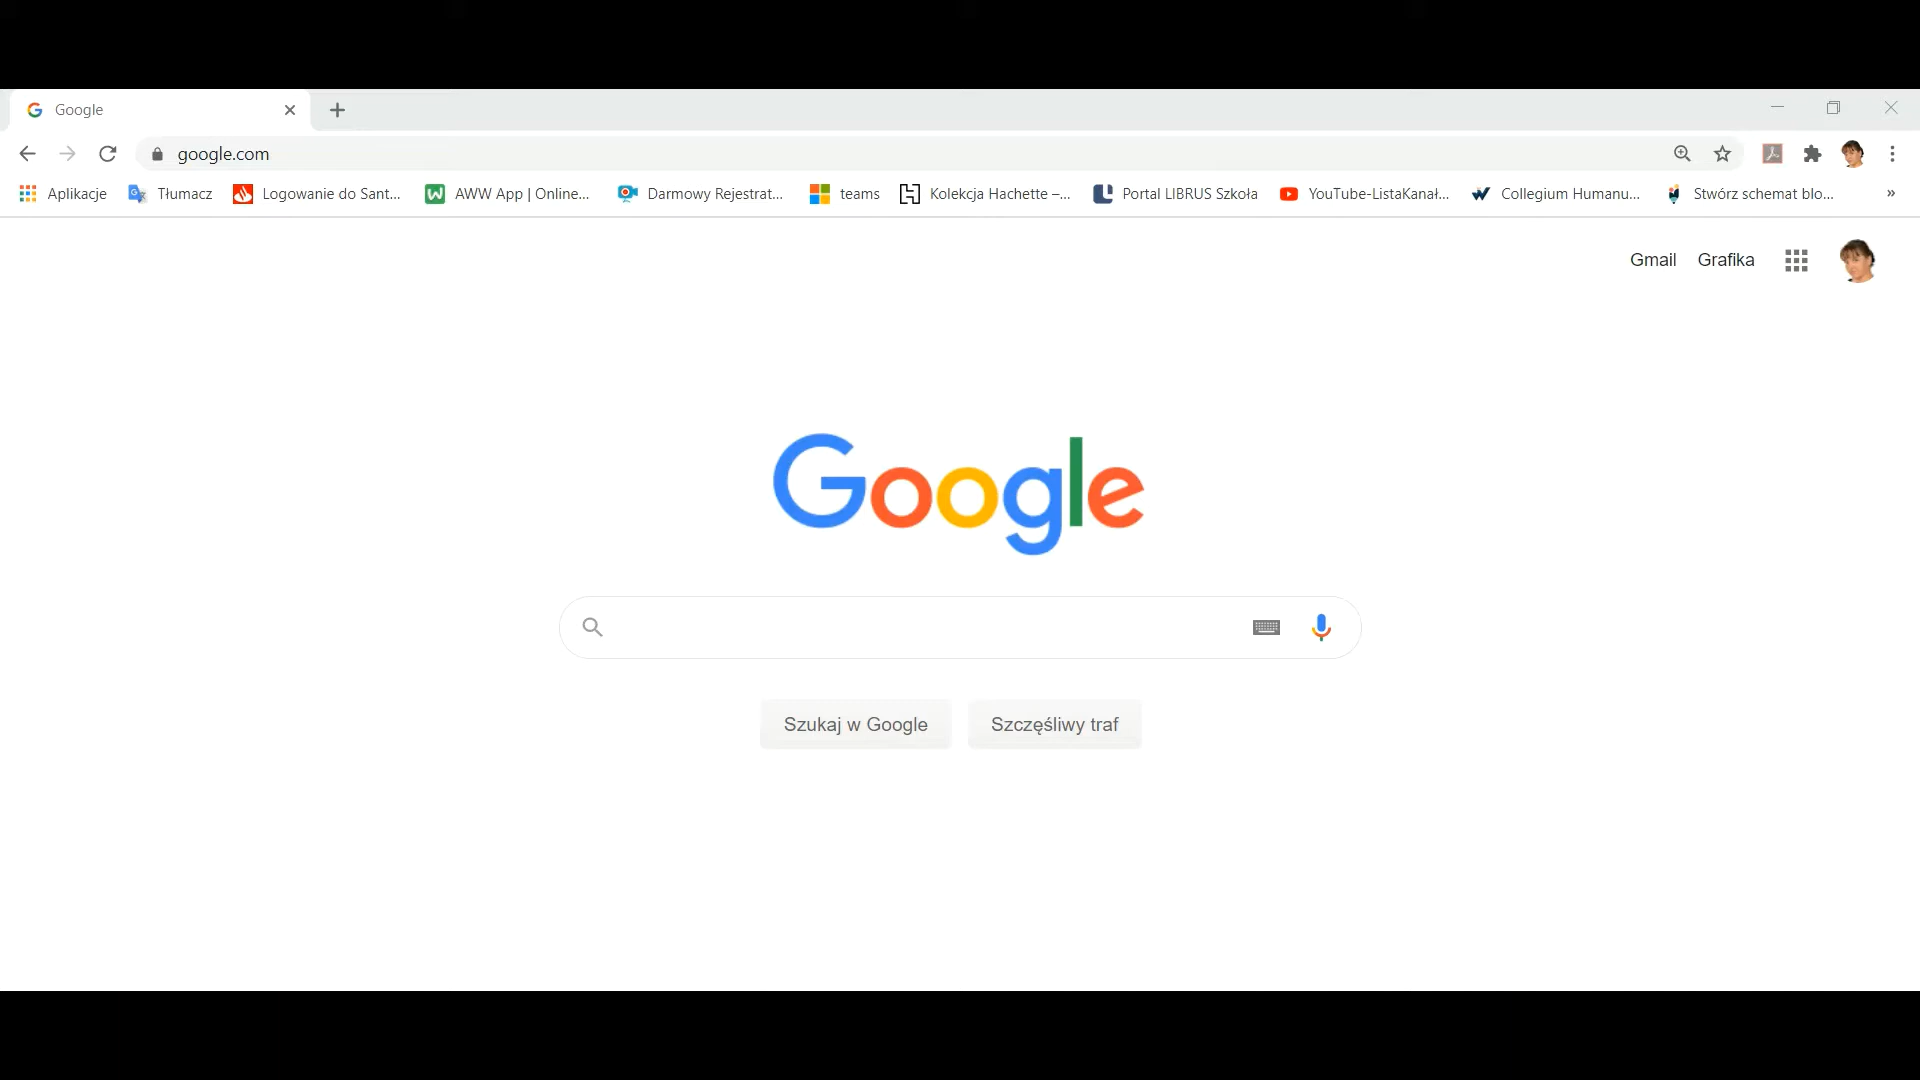 Google
google.com
Aplikacje
Tłumacz
Logowanie do Sant...
AWW App | Online...
Darmowy Rejestrat...
teams
Kolekcja Hachette –...
Portal LIBRUS Szkoła
YouTube-ListaKanał...
Collegium Humanu...
Stwórz schemat blo...
»
Gmail
Grafika
Google
Szukaj w Google
Szczęśliwy traf